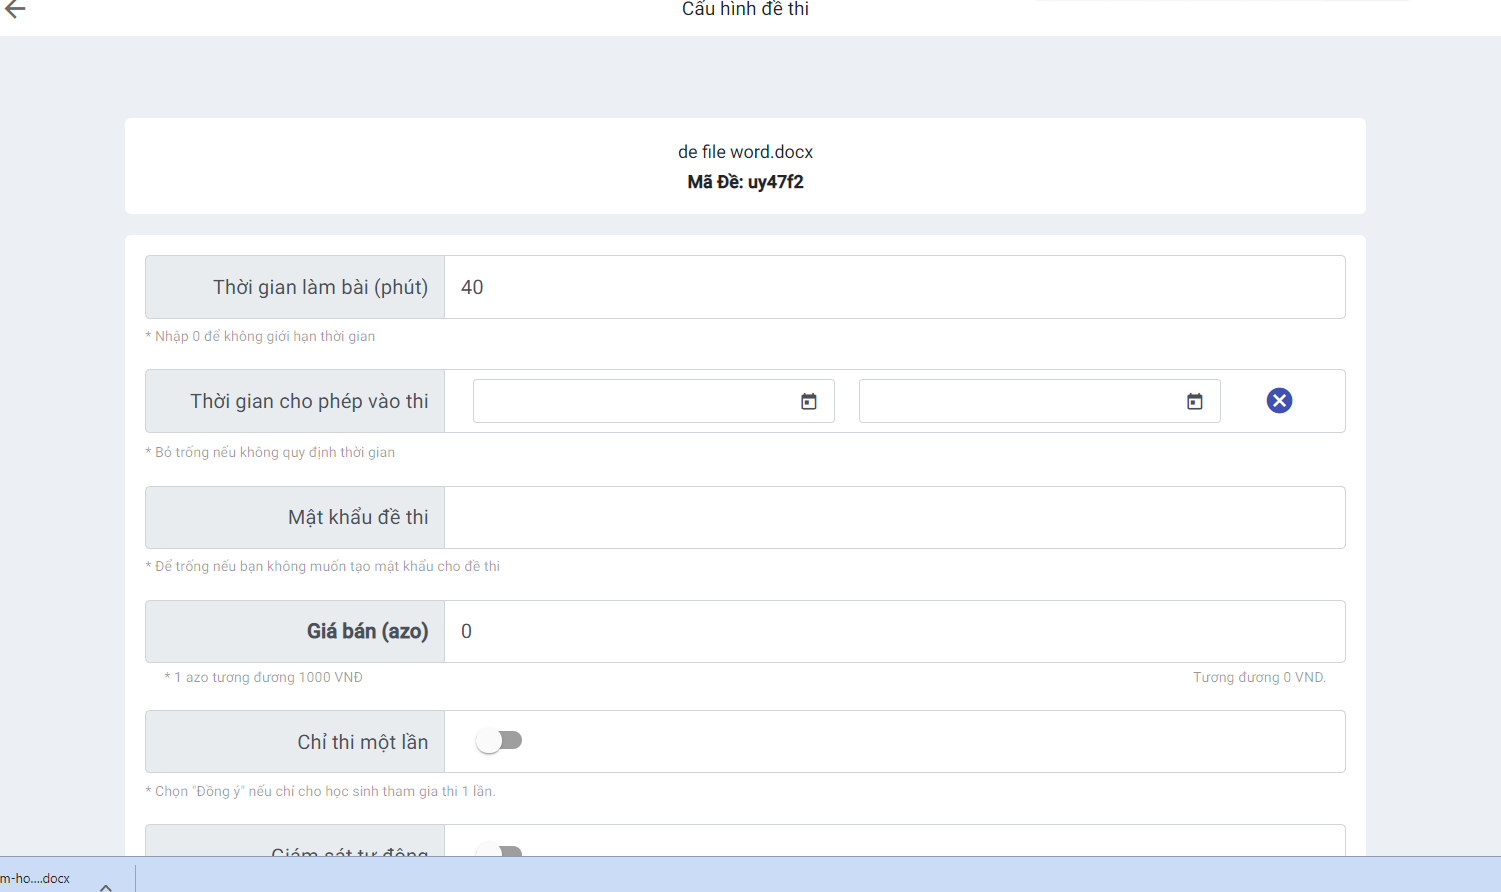 Cấu hình đề thi
de file word.docx
Mã Đề: uy47f2
Thời gian làm bài (phút) 40
* Nhập 0 để không giới hạn thời gian
Thời gian cho phép vào thi
* Bỏ trống nếu không quy định thời gian
Mật khẩu đề thi
* Để trống nếu bạn không muốn tạo mật khẩu cho đề thi
Giá bán (azo) 0
* 1 azo tương đương 1000 VNĐ Tương đương 0 VND.
Chỉ thi một lần
* Chọn "Đồng ý" nếu chỉ cho học sinh tham gia thi 1 lần.
Giám sát tự động
m-ho....docx